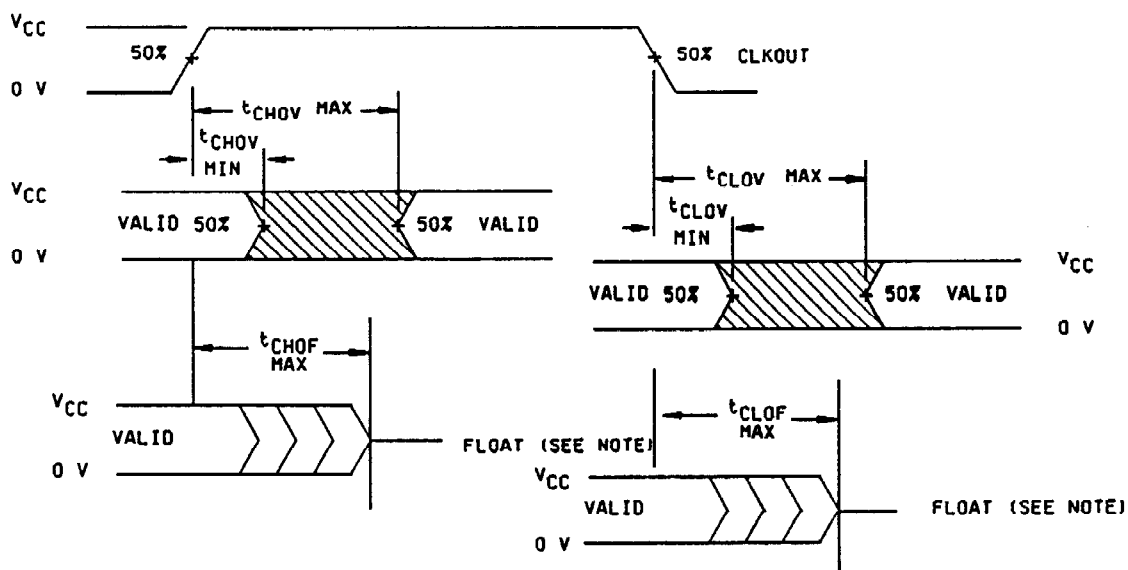 VCC
50%
50% CLKOUT
0 V
tCHOV MAX
tCHOV
MIN
VCC
VALID 50%
50% VALID
0 V
tCLOV MAX
tCLOV
MIN
VCC
VALID 50%
50% VALID
0 V
tCHOF
MAX
VCC
VALID
FLOAT (SEE NOTE)
0 V
tCLOF
MAX
VCC
VALID
FLOAT (SEE NOTE)
0 V